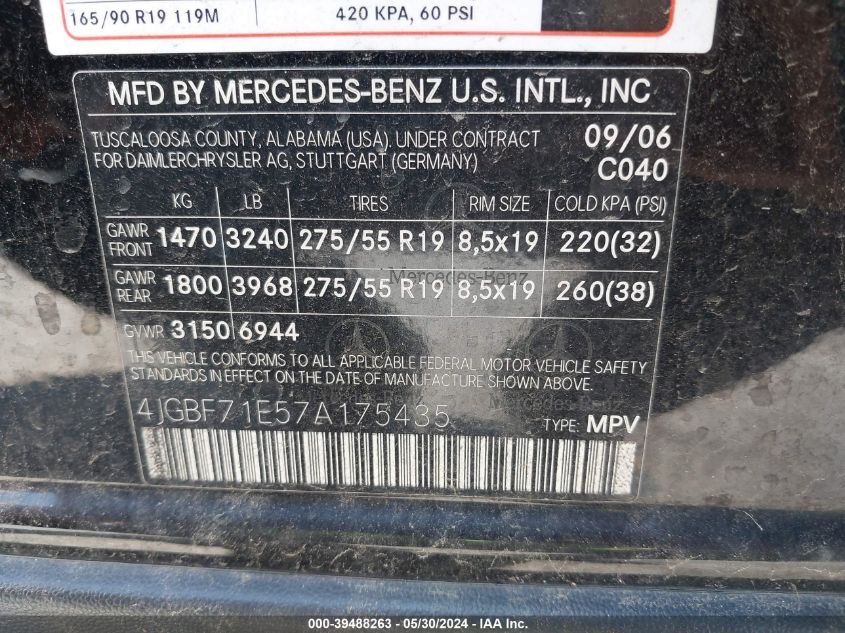 165/90 R19 119M 420 KPA, 60 PSI
MFD BY MERCEDES-BENZ U.S. INTL., INC
TUSCALOOSA COUNTY, ALABAMA (USA). UNDER CONTRACT 09/06
FOR DAIMLERCHRYSLER AG, STUTTGART (GERMANY) C040
KG LB TIRES RIM SIZE COLD KPA (PSI)
GAWR FRONT 1470 3240 275/55 R19 8,5x19 220(32)
Mercedes-Benz
GAWR REAR 1800 3968 275/55 R19 8,5x19 260(38)
GVWR 3150 6944
THIS VEHICLE CONFORMS TO ALL APPLICABLE FEDERAL MOTOR VEHICLE SAFETY
STANDARDS IN EFFECT ON THE DATE OF MANUFACTURE SHOWN ABOVE.
4JGBF71E57A175435 TYPE: MPV
000-39488263 - 05/30/2024 - IAA Inc.